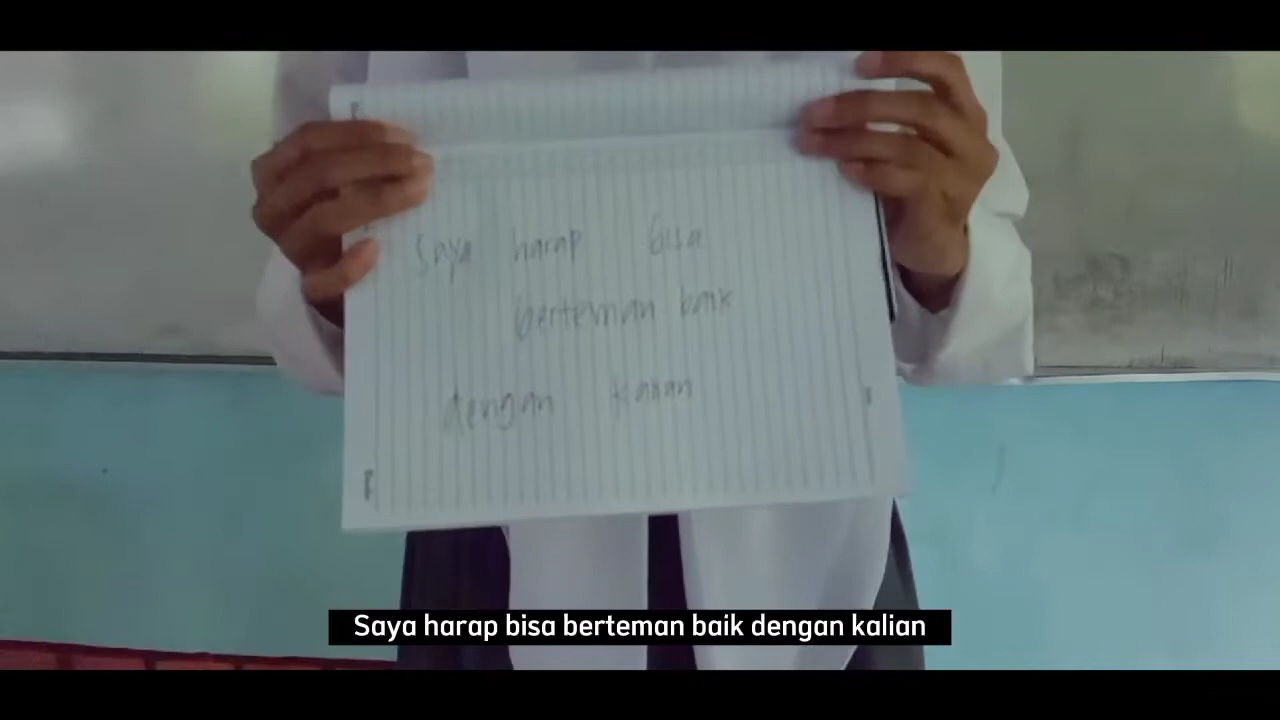 Saya harap bisa
berteman baik
dengan kalian
Saya harap bisa berteman baik dengan kalian